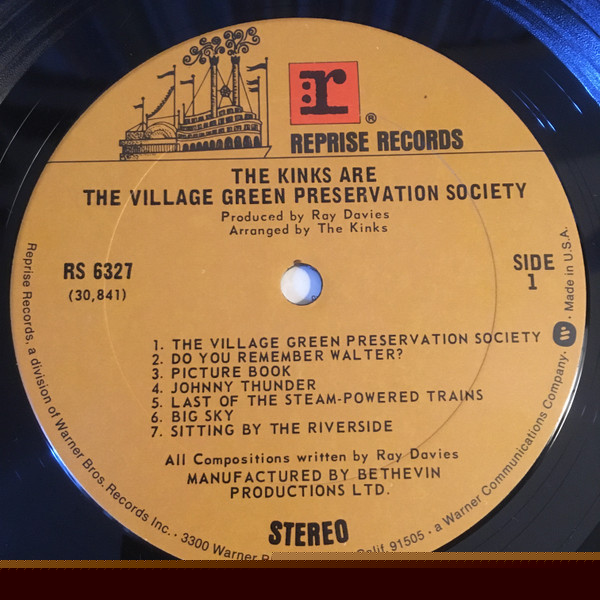 r
®
REPRISE RECORDS
THE KINKS ARE
THE VILLAGE GREEN PRESERVATION SOCIETY
Produced by Ray Davies
Arranged by The Kinks
RS 6327
(30,841)
SIDE
1
1. THE VILLAGE GREEN PRESERVATION SOCIETY
2. DO YOU REMEMBER WALTER?
3. PICTURE BOOK
4. JOHNNY THUNDER
5. LAST OF THE STEAM-POWERED TRAINS
6. BIG SKY
7. SITTING BY THE RIVERSIDE
All Compositions written by Ray Davies
MANUFACTURED BY BETHEVIN
PRODUCTIONS LTD.
STEREO
Reprise Records, a division of Warner Bros. Records Inc. · 3300 Warner Calif. 91505 · a Warner Communications Company. W · Made in U.S.A.